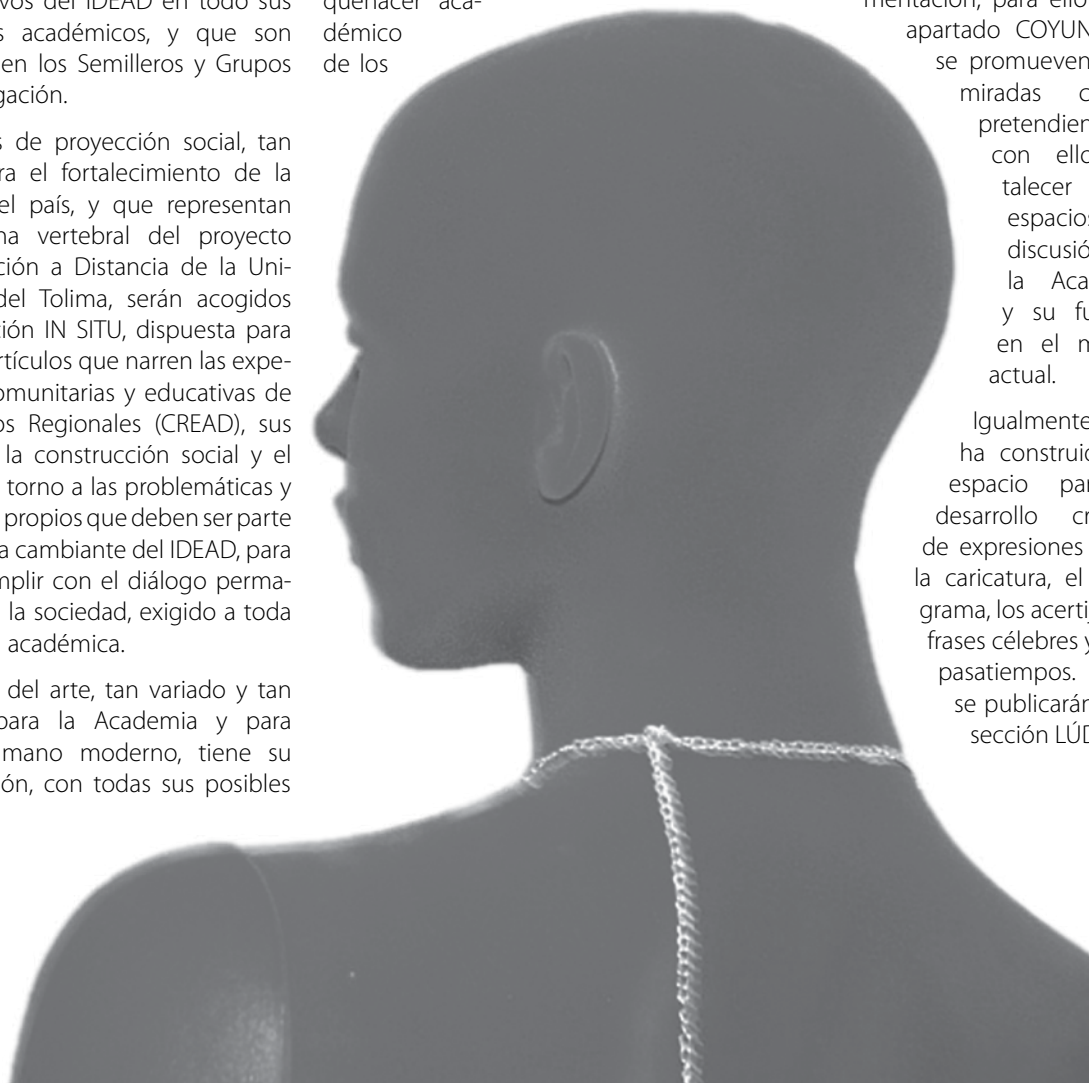 vos del IDEAD en todo sus
s académicos, y que son
en los Semilleros y Grupos
gación.
s de proyección social, tan
ra el fortalecimiento de la
el país, y que representan
na vertebral del proyecto
ción a Distancia de la Uni-
del Tolima, serán acogidos
ción IN SITU, dispuesta para
rtículos que narren las expe-
omunitarias y educativas de
os Regionales (CREAD), sus
la construcción social y el
torno a las problemáticas y
propios que deben ser parte
a cambiante del IDEAD, para
mplir con el diálogo perma-
la sociedad, exigido a toda
académica.
del arte, tan variado y tan
para la Academia y para
mano moderno, tiene su
ón, con todas sus posibles
quehacer aca-
démico
de los
mentación, para ello
apartado COYUN
se promueven
miradas c
pretendien
con ello
talecer
espacios
discusió
la Aca
y su fu
en el m
actual.
Igualmente
ha construid
espacio par
desarrollo cr
de expresiones
la caricatura, el
grama, los acertij
frases célebres y
pasatiempos.
se publicarán
sección LÚD